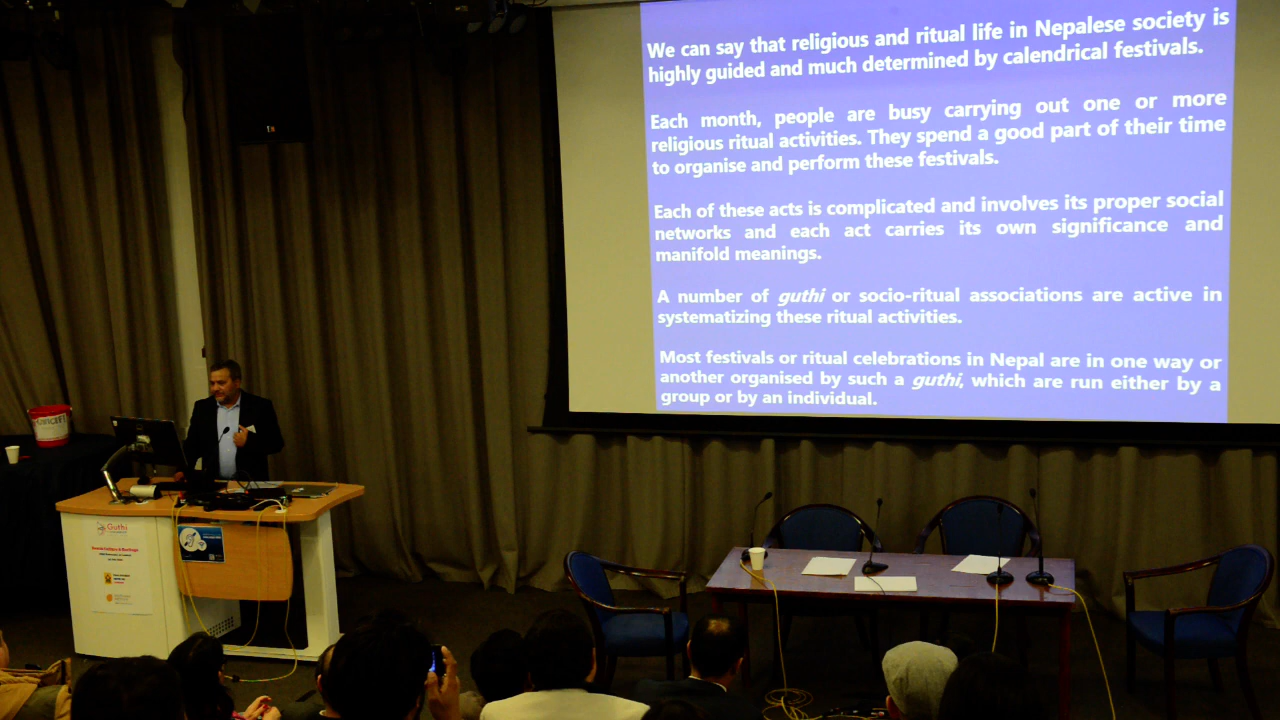 We can say that religious and ritual life in Nepalese society is
highly guided and much determined by calendrical festivals.
Each month, people are busy carrying out one or more
religious ritual activities. They spend a good part of their time
to organise and perform these festivals.
Each of these acts is complicated and involves its proper social
networks and each act carries its own significance and
manifold meanings.
A number of guthi or socio-ritual associations are active in
systematizing these ritual activities.
Most festivals or ritual celebrations in Nepal are in one way or
another organised by such a guthi, which are run either by a
group or by an individual.
Guthi